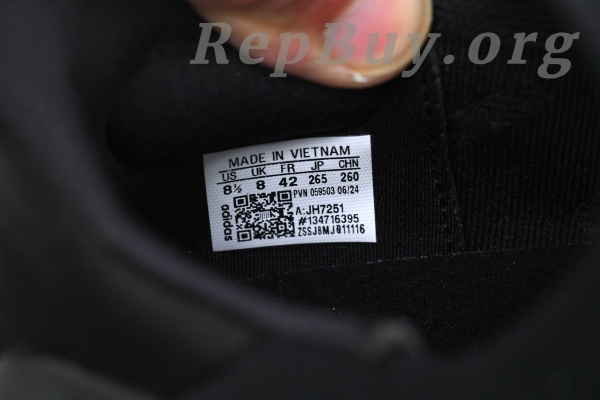 RepBuy.org
MADE IN VIETNAM
US UK FR JP CHN
8½ 8 42 265 260
PVN 059503 06/24
adidas
A:JH7251
#134716395
ZSSJ8MJ011116